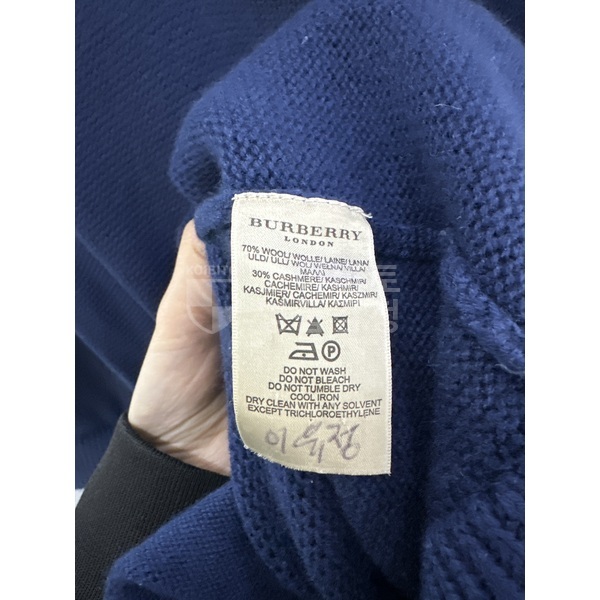 BURBERRY
LONDON
70% WOOL/WOLLE/LAINE/LANA/
ULD/ULL/WOL/WEŁNA/VILLA/
ΜΑΛΛΙ
30% CASHMERE/KASCHMIR/
CACHEMIRE/KASHMIR/
KASJMIER/CACHEMIR/KASZMIR/
KAŠMIRVILLA/ΚΑΣΜΙΡΙ
P
DO NOT WASH
DO NOT BLEACH
DO NOT TUMBLE DRY
COOL IRON
DRY CLEAN WITH ANY SOLVENT
EXCEPT TRICHLOROETHYLENE